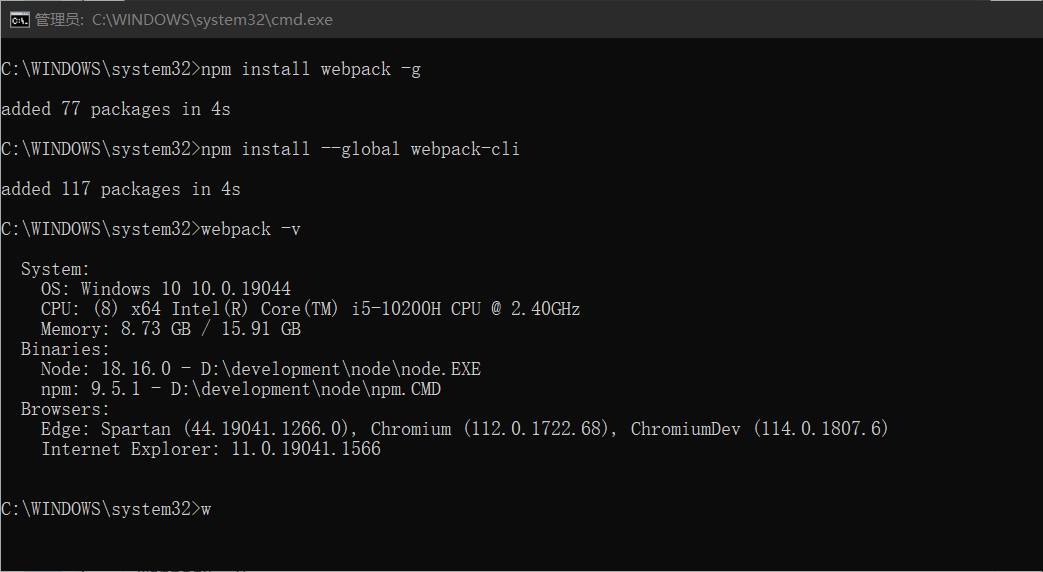 管理员: C:\WINDOWS\system32\cmd.exe
C:\WINDOWS\system32>npm install webpack -g
added 77 packages in 4s
C:\WINDOWS\system32>npm install --global webpack-cli
added 117 packages in 4s
C:\WINDOWS\system32>webpack -v
System:
OS: Windows 10 10.0.19044
CPU: (8) x64 Intel(R) Core(TM) i5-10200H CPU @ 2.40GHz
Memory: 8.73 GB / 15.91 GB
Binaries:
Node: 18.16.0 - D:\development\node\node.EXE
npm: 9.5.1 - D:\development\node\npm.CMD
Browsers:
Edge: Spartan (44.19041.1266.0), Chromium (112.0.1722.68), ChromiumDev (114.0.1807.6)
Internet Explorer: 11.0.19041.1566
C:\WINDOWS\system32>w